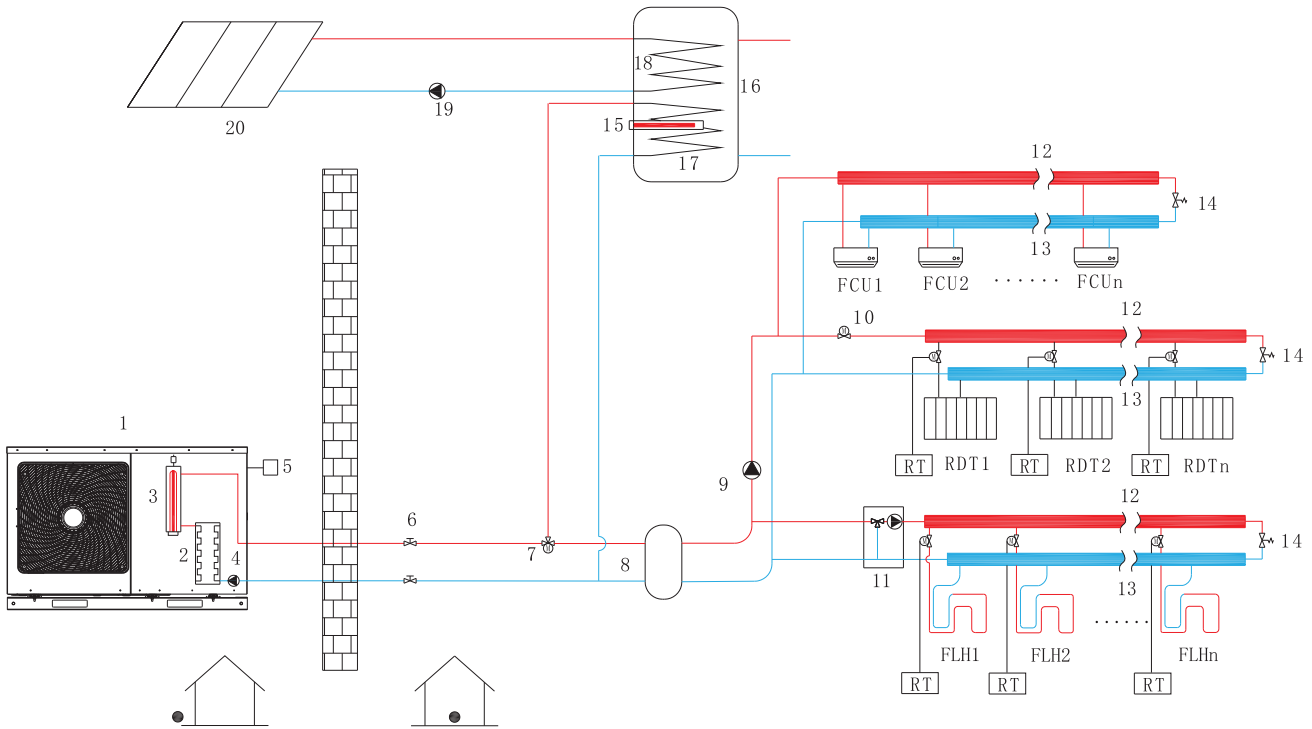 18
16
19
15
20
17
12
14
13
FCU1
FCU2
......
FCUn
10
12
14
13
RT
RDT1
RT
RDT2
RT
RDTn
1
5
3
2
4
6
7
8
9
11
12
14
13
......
FLH1
FLH2
FLHn
RT
RT
RT
M
M
M
M
M
M
M
M